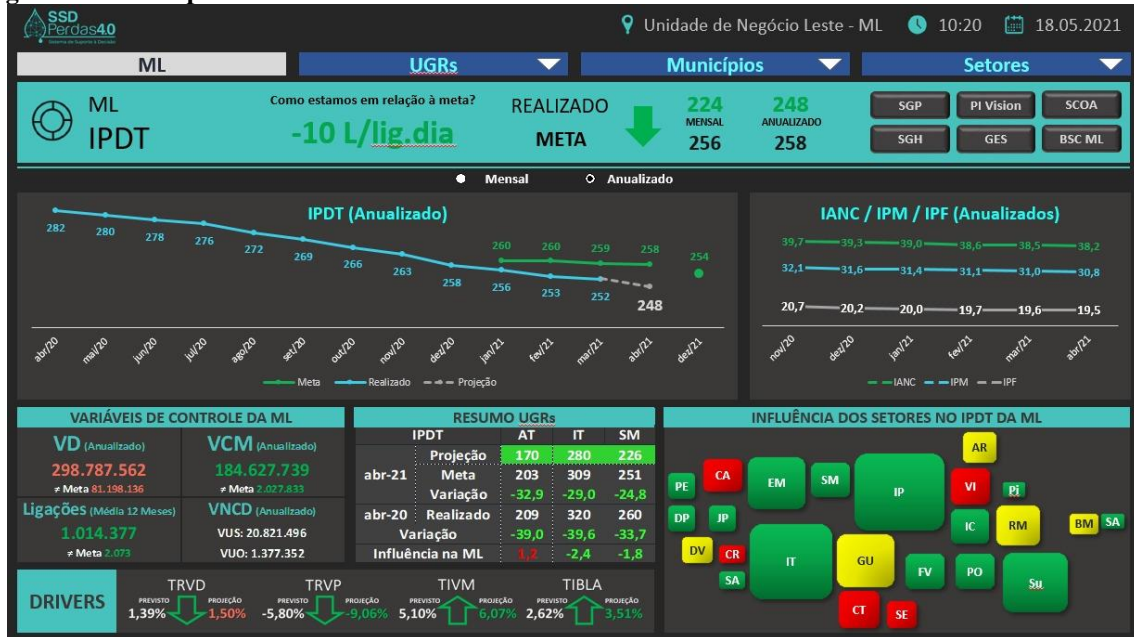 SSD
Perdas4.0
Sistema de Suporte à Decisão
Unidade de Negócio Leste - ML 10:20 18.05.2021
ML UGRs Municípios Setores
ML
IPDT
Como estamos em relação à meta?
-10 L/lig.dia
REALIZADO
META
224 248
MENSAL ANUALIZADO
256 258
SGP PI Vision SCOA
SGH GES BSC ML
Mensal Anualizado
IPDT (Anualizado)
282 280 278 276 272 269 266 263 258 256 253 252 248
260 260 259 258 254
abr/20 mai/20 jun/20 jul/20 ago/20 set/20 out/20 nov/20 dez/20 jan/21 fev/21 mar/21 abr/21 dez/21
Meta Realizado Projeção
IANC / IPM / IPF (Anualizados)
39,7 39,3 39,0 38,6 38,5 38,2
32,1 31,6 31,4 31,1 31,0 30,8
20,7 20,2 20,0 19,7 19,6 19,5
nov/20 dez/20 jan/21 fev/21 mar/21 abr/21
IANC IPM IPF
VARIÁVEIS DE CONTROLE DA ML
VD (Anualizado) VCM (Anualizado)
298.787.562 184.627.739
≠ Meta 81.198.136 ≠ Meta 2.027.833
Ligações (Média 12 Meses) VNCD (Anualizado)
1.014.377 VUS: 20.821.496
≠ Meta 2.073 VUO: 1.377.352
RESUMO UGRs
IPDT AT IT SM
Projeção 170 280 226
abr-21 Meta 203 309 251
Variação -32,9 -29,0 -24,8
abr-20 Realizado 209 320 260
Variação -39,0 -39,6 -33,7
Influência na ML 1,2 -2,4 -1,8
INFLUÊNCIA DOS SETORES NO IPDT DA ML
AR
PE CA EM SM IP VI Pi
DP JP IC RM BM SA
DV CR IT GU
SA FV PO Su
CT SE
DRIVERS
TRVD TRVP TIVM TIBLA
PREVISTO PROJEÇÃO PREVISTO PROJEÇÃO PREVISTO PROJEÇÃO PREVISTO PROJEÇÃO
1,39% 1,50% -5,80% -9,06% 5,10% 6,07% 2,62% 3,51%